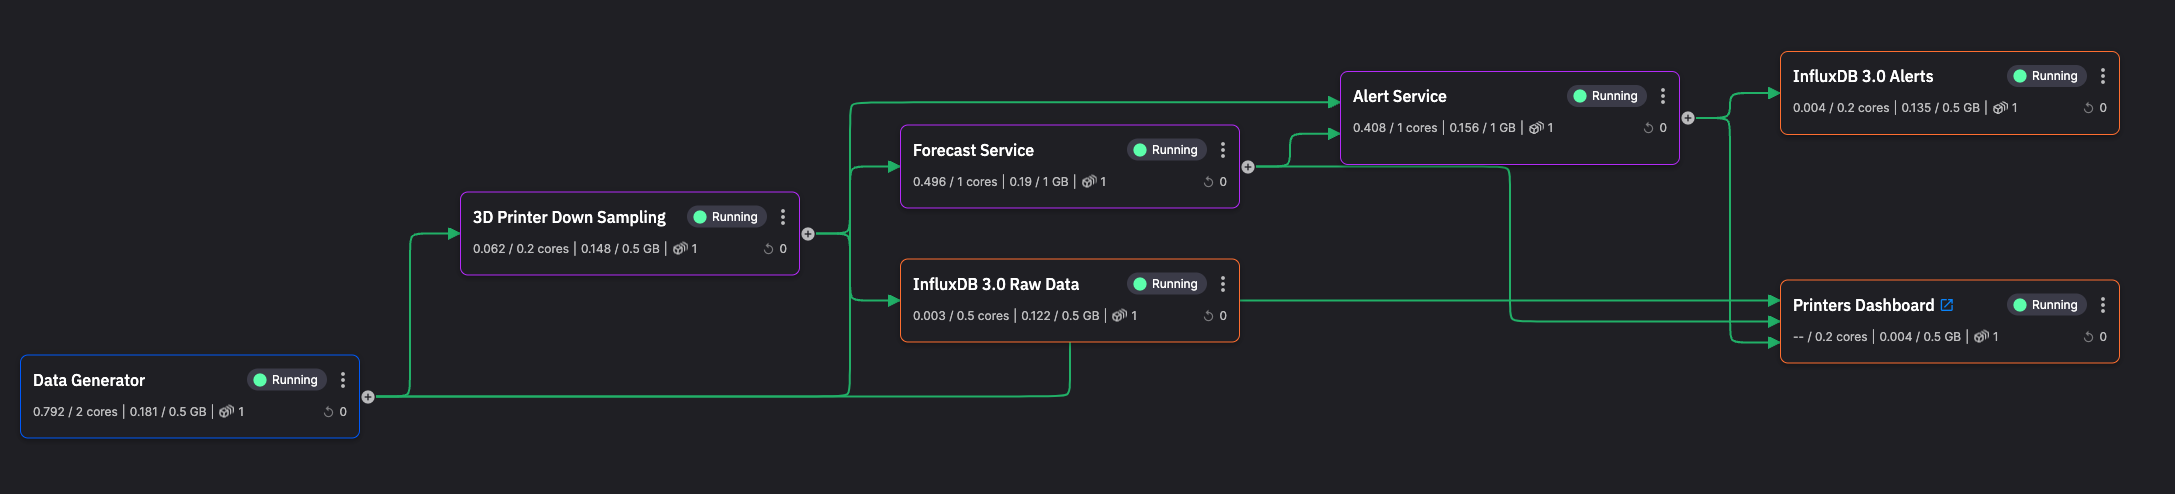 InfluxDB 3.0 Alerts
Running
0.004 / 0.2 cores | 0.135 / 0.5 GB | 1
0
Alert Service
Running
0.408 / 1 cores | 0.156 / 1 GB | 1
0
Forecast Service
Running
0.496 / 1 cores | 0.19 / 1 GB | 1
0
3D Printer Down Sampling
Running
0.062 / 0.2 cores | 0.148 / 0.5 GB | 1
0
InfluxDB 3.0 Raw Data
Running
0.003 / 0.5 cores | 0.122 / 0.5 GB | 1
0
Printers Dashboard
Running
-- / 0.2 cores | 0.004 / 0.5 GB | 1
0
Data Generator
Running
0.792 / 2 cores | 0.181 / 0.5 GB | 1
0